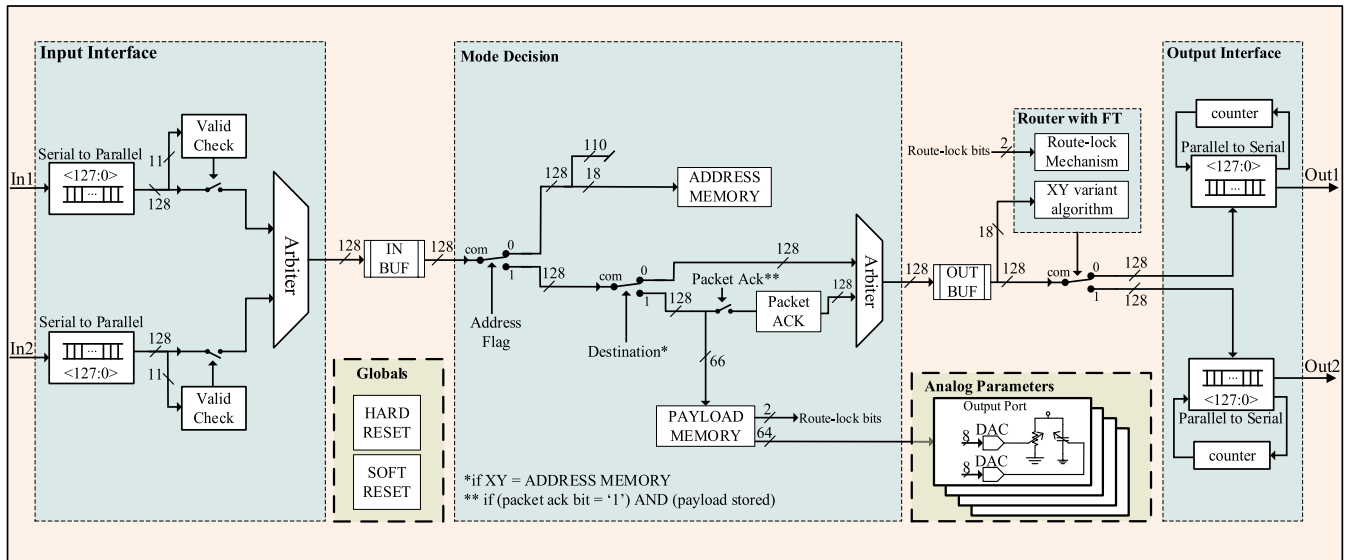 Input Interface
Serial to Parallel
<127:0>
...
In1
128
11
Valid
Check
Arbiter
Serial to Parallel
...
<127:0>
In2
128
11
Valid
Check
128
IN
BUF
128
Globals
HARD
RESET
SOFT
RESET
Mode Decision
com
0
1
Address
Flag
128
110
18
ADDRESS
MEMORY
128
com
0
1
Destination*
128
128
Packet Ack**
Packet
ACK
128
Arbiter
66
PAYLOAD
MEMORY
2
Route-lock bits
64
*if XY = ADDRESS MEMORY
** if (packet ack bit = ‘1’) AND (payload stored)
128
OUT
BUF
128
18
Router with FT
Route-lock bits
2
Route-lock
Mechanism
XY variant
algorithm
com
0
1
128
128
Analog Parameters
Output Port
8
DAC
8
DAC
Output Interface
counter
Parallel to Serial
<127:0>
...
Out1
...
<127:0>
Parallel to Serial
Out2
counter